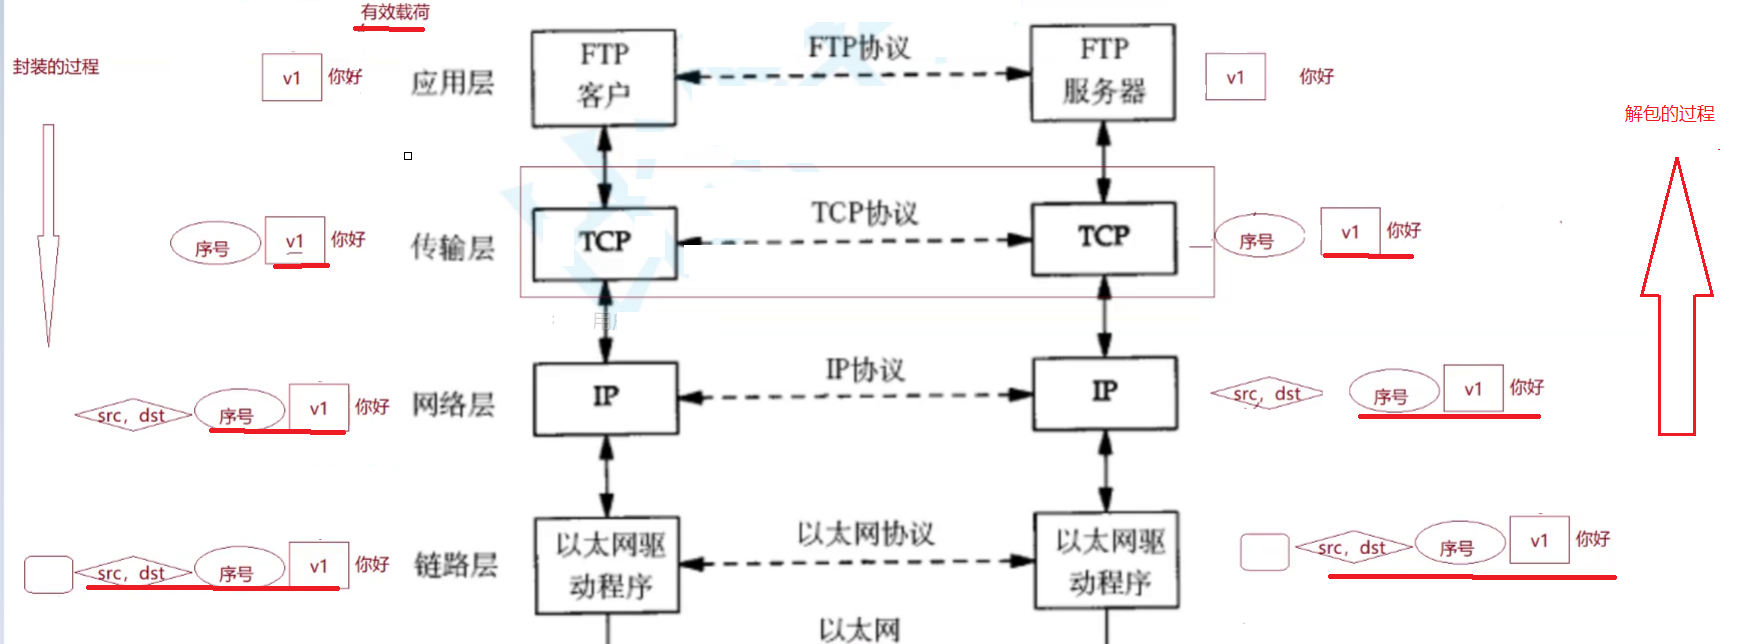 有效载荷
封装的过程
v1 你好
应用层
FTP
客户
FTP协议
FTP
服务器
v1 你好
解包的过程
序号 v1 你好
传输层
TCP
TCP协议
TCP
序号 v1 你好
src，dst 序号 v1 你好
网络层
IP
IP协议
IP
src，dst 序号 v1 你好
src，dst 序号 v1 你好
链路层
以太网驱
动程序
以太网协议
以太网驱
动程序
src，dst 序号 v1 你好
以太网